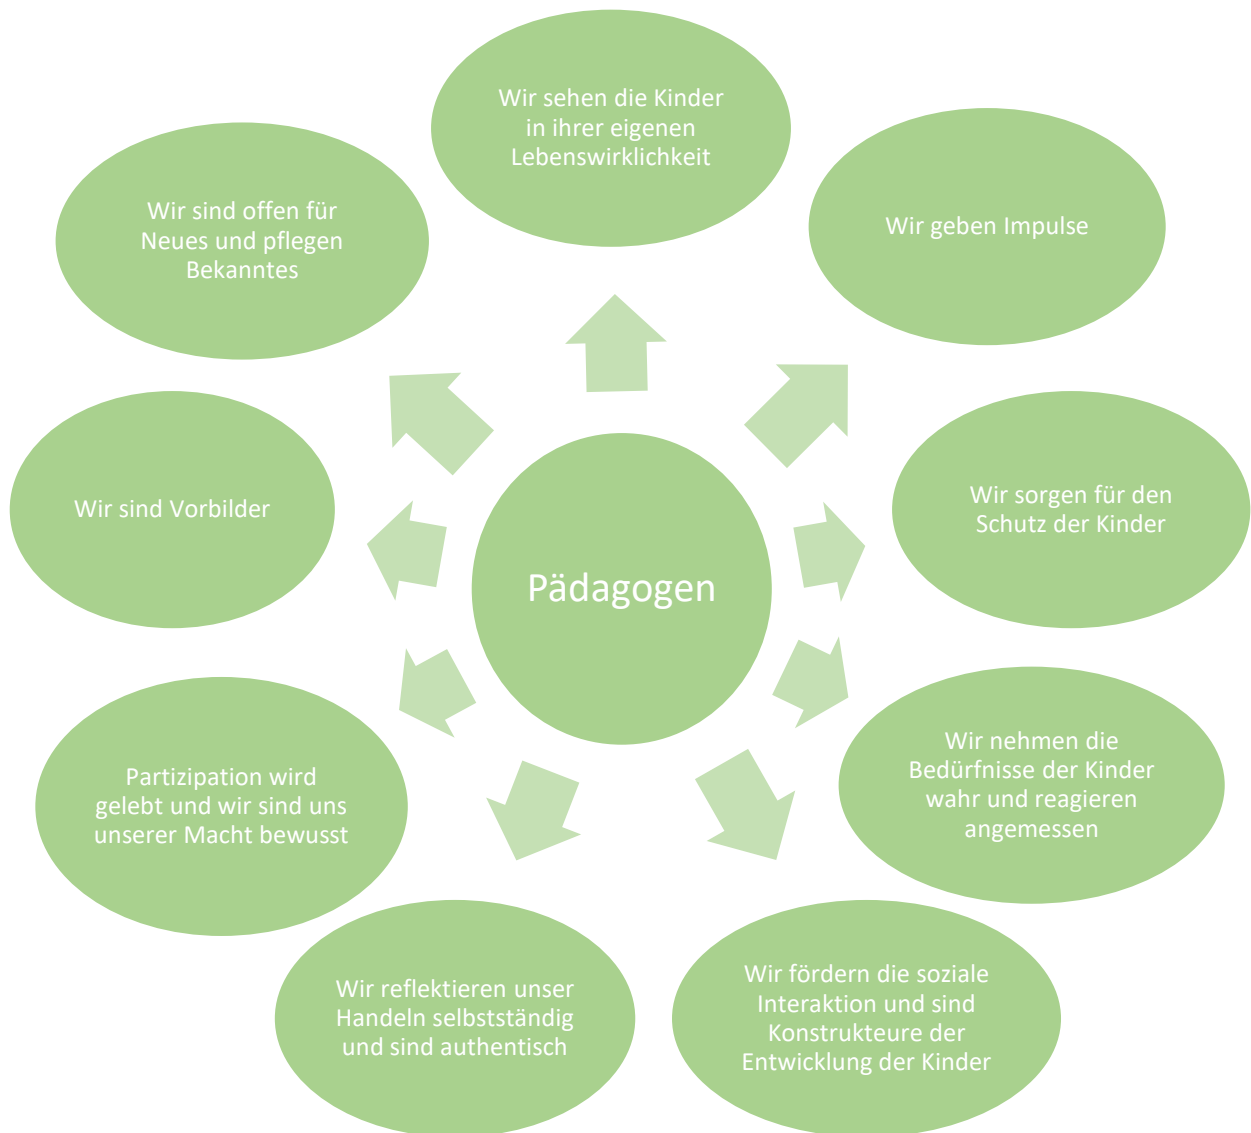 Wir sehen die Kinder
in ihrer eigenen
Lebenswirklichkeit
Wir geben Impulse
Wir sorgen für den
Schutz der Kinder
Wir nehmen die
Bedürfnisse der Kinder
wahr und reagieren
angemessen
Wir fördern die soziale
Interaktion und sind
Konstrukteure der
Entwicklung der Kinder
Wir reflektieren unser
Handeln selbstständig
und sind authentisch
Partizipation wird
gelebt und wir sind uns
unserer Macht bewusst
Wir sind Vorbilder
Wir sind offen für
Neues und pflegen
Bekanntes
Pädagogen